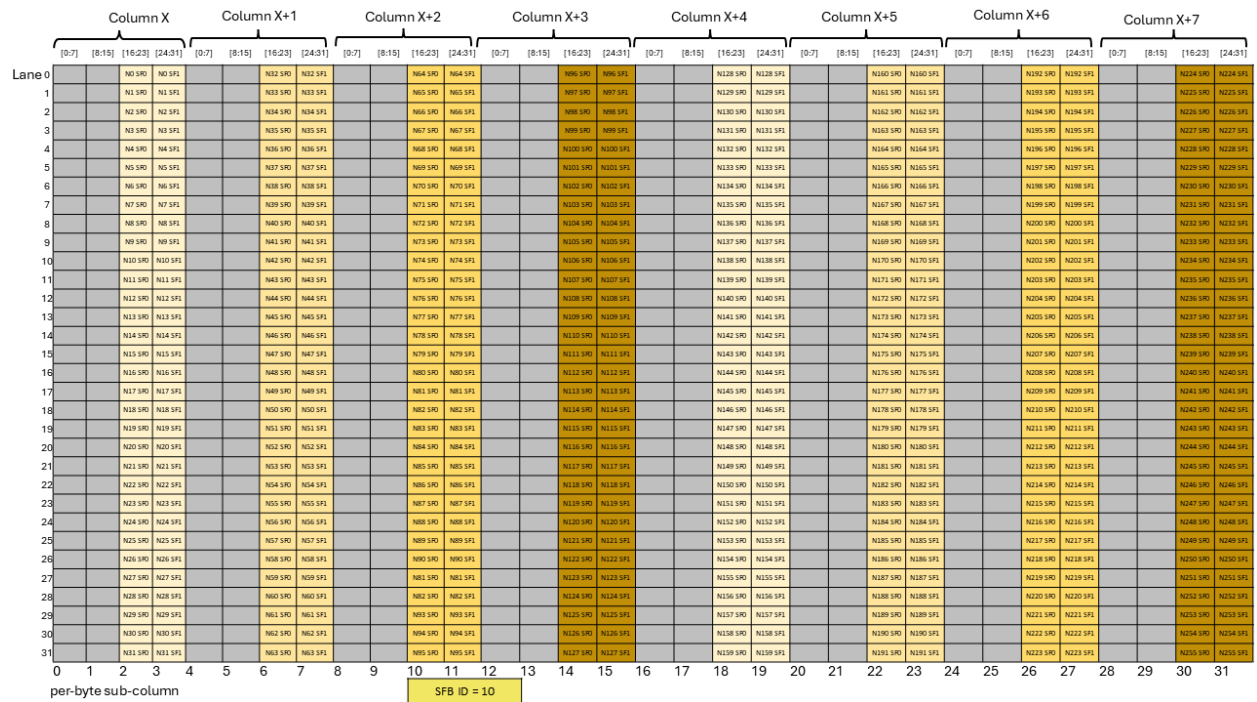 Column X Column X+1 Column X+2 Column X+3 Column X+4 Column X+5 Column X+6 Column X+7
[0:7] [8:15] [16:23] [24:31] [0:7] [8:15] [16:23] [24:31] [0:7] [8:15] [16:23] [24:31] [0:7] [8:15] [16:23] [24:31] [0:7] [8:15] [16:23] [24:31] [0:7] [8:15] [16:23] [24:31] [0:7] [8:15] [16:23] [24:31] [0:7] [8:15] [16:23] [24:31]
Lane 0 N0 SF0 N0 SF1 N32 SF0 N32 SF1 N64 SF0 N64 SF1 N96 SF0 N96 SF1 N128 SF0 N128 SF1 N160 SF0 N160 SF1 N192 SF0 N192 SF1 N224 SF0 N224 SF1
1 N1 SF0 N1 SF1 N33 SF0 N33 SF1 N65 SF0 N65 SF1 N97 SF0 N97 SF1 N129 SF0 N129 SF1 N161 SF0 N161 SF1 N193 SF0 N193 SF1 N225 SF0 N225 SF1
2 N2 SF0 N2 SF1 N34 SF0 N34 SF1 N66 SF0 N66 SF1 N98 SF0 N98 SF1 N130 SF0 N130 SF1 N162 SF0 N162 SF1 N194 SF0 N194 SF1 N226 SF0 N226 SF1
3 N3 SF0 N3 SF1 N35 SF0 N35 SF1 N67 SF0 N67 SF1 N99 SF0 N99 SF1 N131 SF0 N131 SF1 N163 SF0 N163 SF1 N195 SF0 N195 SF1 N227 SF0 N227 SF1
4 N4 SF0 N4 SF1 N36 SF0 N36 SF1 N68 SF0 N68 SF1 N100 SF0 N100 SF1 N132 SF0 N132 SF1 N164 SF0 N164 SF1 N196 SF0 N196 SF1 N228 SF0 N228 SF1
5 N5 SF0 N5 SF1 N37 SF0 N37 SF1 N69 SF0 N69 SF1 N101 SF0 N101 SF1 N133 SF0 N133 SF1 N165 SF0 N165 SF1 N197 SF0 N197 SF1 N229 SF0 N229 SF1
6 N6 SF0 N6 SF1 N38 SF0 N38 SF1 N70 SF0 N70 SF1 N102 SF0 N102 SF1 N134 SF0 N134 SF1 N166 SF0 N166 SF1 N198 SF0 N198 SF1 N230 SF0 N230 SF1
7 N7 SF0 N7 SF1 N39 SF0 N39 SF1 N71 SF0 N71 SF1 N103 SF0 N103 SF1 N135 SF0 N135 SF1 N167 SF0 N167 SF1 N199 SF0 N199 SF1 N231 SF0 N231 SF1
8 N8 SF0 N8 SF1 N40 SF0 N40 SF1 N72 SF0 N72 SF1 N104 SF0 N104 SF1 N136 SF0 N136 SF1 N168 SF0 N168 SF1 N200 SF0 N200 SF1 N232 SF0 N232 SF1
9 N9 SF0 N9 SF1 N41 SF0 N41 SF1 N73 SF0 N73 SF1 N105 SF0 N105 SF1 N137 SF0 N137 SF1 N169 SF0 N169 SF1 N201 SF0 N201 SF1 N233 SF0 N233 SF1
10 N10 SF0 N10 SF1 N42 SF0 N42 SF1 N74 SF0 N74 SF1 N106 SF0 N106 SF1 N138 SF0 N138 SF1 N170 SF0 N170 SF1 N202 SF0 N202 SF1 N234 SF0 N234 SF1
11 N11 SF0 N11 SF1 N43 SF0 N43 SF1 N75 SF0 N75 SF1 N107 SF0 N107 SF1 N139 SF0 N139 SF1 N171 SF0 N171 SF1 N203 SF0 N203 SF1 N235 SF0 N235 SF1
12 N12 SF0 N12 SF1 N44 SF0 N44 SF1 N76 SF0 N76 SF1 N108 SF0 N108 SF1 N140 SF0 N140 SF1 N172 SF0 N172 SF1 N204 SF0 N204 SF1 N236 SF0 N236 SF1
13 N13 SF0 N13 SF1 N45 SF0 N45 SF1 N77 SF0 N77 SF1 N109 SF0 N109 SF1 N141 SF0 N141 SF1 N173 SF0 N173 SF1 N205 SF0 N205 SF1 N237 SF0 N237 SF1
14 N14 SF0 N14 SF1 N46 SF0 N46 SF1 N78 SF0 N78 SF1 N110 SF0 N110 SF1 N142 SF0 N142 SF1 N174 SF0 N174 SF1 N206 SF0 N206 SF1 N238 SF0 N238 SF1
15 N15 SF0 N15 SF1 N47 SF0 N47 SF1 N79 SF0 N79 SF1 N111 SF0 N111 SF1 N143 SF0 N143 SF1 N175 SF0 N175 SF1 N207 SF0 N207 SF1 N239 SF0 N239 SF1
16 N16 SF0 N16 SF1 N48 SF0 N48 SF1 N80 SF0 N80 SF1 N112 SF0 N112 SF1 N144 SF0 N144 SF1 N176 SF0 N176 SF1 N208 SF0 N208 SF1 N240 SF0 N240 SF1
17 N17 SF0 N17 SF1 N49 SF0 N49 SF1 N81 SF0 N81 SF1 N113 SF0 N113 SF1 N145 SF0 N145 SF1 N177 SF0 N177 SF1 N209 SF0 N209 SF1 N241 SF0 N241 SF1
18 N18 SF0 N18 SF1 N50 SF0 N50 SF1 N82 SF0 N82 SF1 N114 SF0 N114 SF1 N146 SF0 N146 SF1 N178 SF0 N178 SF1 N210 SF0 N210 SF1 N242 SF0 N242 SF1
19 N19 SF0 N19 SF1 N51 SF0 N51 SF1 N83 SF0 N83 SF1 N115 SF0 N115 SF1 N147 SF0 N147 SF1 N179 SF0 N179 SF1 N211 SF0 N211 SF1 N243 SF0 N243 SF1
20 N20 SF0 N20 SF1 N52 SF0 N52 SF1 N84 SF0 N84 SF1 N116 SF0 N116 SF1 N148 SF0 N148 SF1 N180 SF0 N180 SF1 N212 SF0 N212 SF1 N244 SF0 N244 SF1
21 N21 SF0 N21 SF1 N53 SF0 N53 SF1 N85 SF0 N85 SF1 N117 SF0 N117 SF1 N149 SF0 N149 SF1 N181 SF0 N181 SF1 N213 SF0 N213 SF1 N245 SF0 N245 SF1
22 N22 SF0 N22 SF1 N54 SF0 N54 SF1 N86 SF0 N86 SF1 N118 SF0 N118 SF1 N150 SF0 N150 SF1 N182 SF0 N182 SF1 N214 SF0 N214 SF1 N246 SF0 N246 SF1
23 N23 SF0 N23 SF1 N55 SF0 N55 SF1 N87 SF0 N87 SF1 N119 SF0 N119 SF1 N151 SF0 N151 SF1 N183 SF0 N183 SF1 N215 SF0 N215 SF1 N247 SF0 N247 SF1
24 N24 SF0 N24 SF1 N56 SF0 N56 SF1 N88 SF0 N88 SF1 N120 SF0 N120 SF1 N152 SF0 N152 SF1 N184 SF0 N184 SF1 N216 SF0 N216 SF1 N248 SF0 N248 SF1
25 N25 SF0 N25 SF1 N57 SF0 N57 SF1 N89 SF0 N89 SF1 N121 SF0 N121 SF1 N153 SF0 N153 SF1 N185 SF0 N185 SF1 N217 SF0 N217 SF1 N249 SF0 N249 SF1
26 N26 SF0 N26 SF1 N58 SF0 N58 SF1 N90 SF0 N90 SF1 N122 SF0 N122 SF1 N154 SF0 N154 SF1 N186 SF0 N186 SF1 N218 SF0 N218 SF1 N250 SF0 N250 SF1
27 N27 SF0 N27 SF1 N59 SF0 N59 SF1 N81 SF0 N81 SF1 N123 SF0 N123 SF1 N155 SF0 N155 SF1 N187 SF0 N187 SF1 N219 SF0 N219 SF1 N251 SF0 N251 SF1
28 N28 SF0 N28 SF1 N60 SF0 N60 SF1 N82 SF0 N82 SF1 N124 SF0 N124 SF1 N156 SF0 N156 SF1 N188 SF0 N188 SF1 N220 SF0 N220 SF1 N252 SF0 N252 SF1
29 N29 SF0 N29 SF1 N61 SF0 N61 SF1 N93 SF0 N93 SF1 N125 SF0 N125 SF1 N157 SF0 N157 SF1 N189 SF0 N189 SF1 N221 SF0 N221 SF1 N253 SF0 N253 SF1
30 N30 SF0 N30 SF1 N62 SF0 N62 SF1 N94 SF0 N94 SF1 N126 SF0 N126 SF1 N158 SF0 N158 SF1 N190 SF0 N190 SF1 N222 SF0 N222 SF1 N254 SF0 N254 SF1
31 N31 SF0 N31 SF1 N63 SF0 N63 SF1 N95 SF0 N95 SF1 N127 SF0 N127 SF1 N159 SF0 N159 SF1 N191 SF0 N191 SF1 N223 SF0 N223 SF1 N255 SF0 N255 SF1
0 1 2 3 4 5 6 7 8 9 10 11 12 13 14 15 16 17 18 19 20 21 22 23 24 25 26 27 28 29 30 31
per-byte sub-column
SFB ID = 10